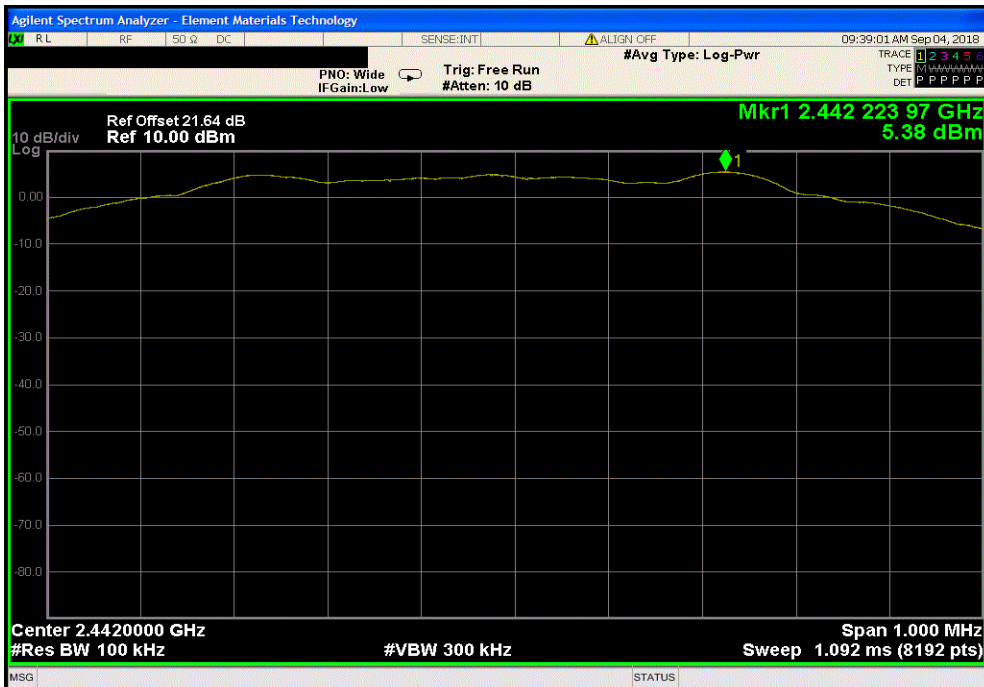 Agilent Spectrum Analyzer - Element Materials Technology
LXI RL RF 50 Ω DC SENSE:INT ALIGN OFF 09:39:01 AM Sep 04, 2018
#Avg Type: Log-Pwr TRACE 1 2 3 4 5 6
PNO: Wide Trig: Free Run TYPE M WWWWW
IFGain:Low #Atten: 10 dB DET P P P P P P
Mkr1 2.442 223 97 GHz
Ref Offset 21.64 dB
10 dB/div Ref 10.00 dBm 5.38 dBm
Log
1
0.00
-10.0
-20.0
-30.0
-40.0
-50.0
-60.0
-70.0
-80.0
Center 2.4420000 GHz Span 1.000 MHz
#Res BW 100 kHz #VBW 300 kHz Sweep 1.092 ms (8192 pts)
MSG STATUS